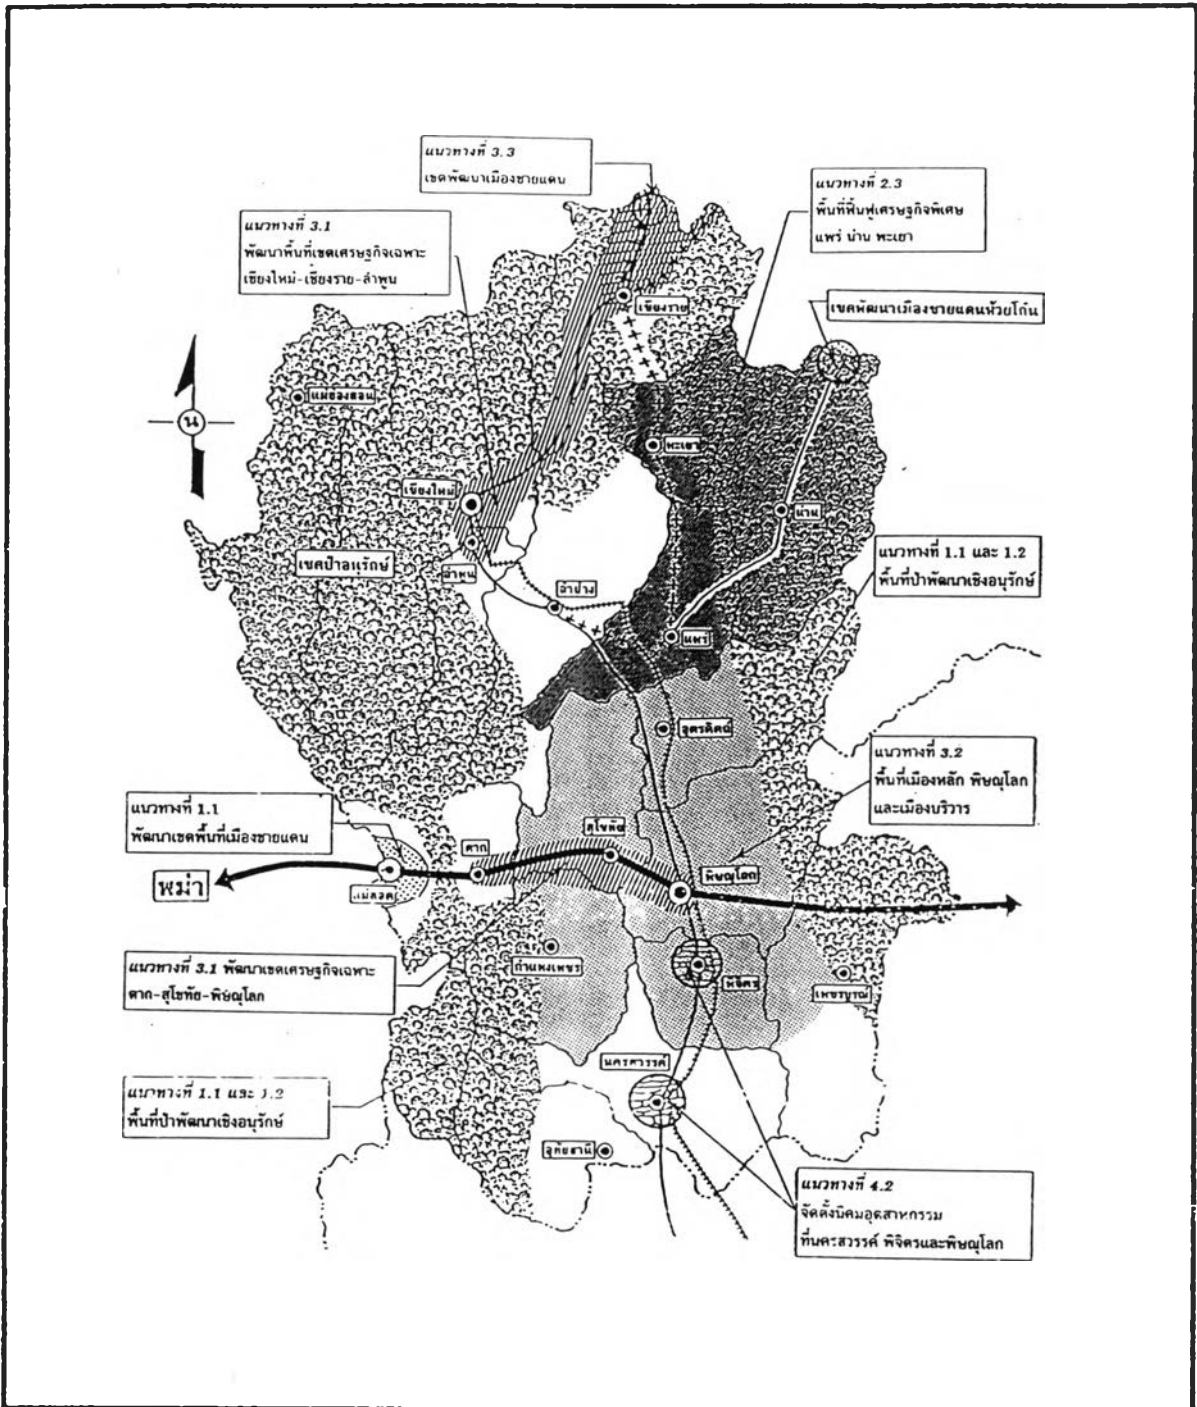 แนวทางที่ 3.3
เขตพัฒนาเมืองชายแดน
แนวทางที่ 2.3
พื้นที่ฟื้นฟูเศรษฐกิจพิเศษ
แพร่ น่าน พะเยา
แนวทางที่ 3.1
พัฒนาพื้นที่เขตเศรษฐกิจเฉพาะ
เชียงใหม่-เชียงราย-ลำพูน
เชียงราย
เขตพัฒนาเมืองชายแดนห้วยโก๋น
แม่ฮ่องสอน
น
พะเยา
เชียงใหม่
น่าน
เขตป่าอนุรักษ์
ลำพูน
แนวทางที่ 1.1 และ 1.2
พื้นที่ป่าพัฒนาเชิงอนุรักษ์
ลำปาง
แพร่
อุตรดิตถ์
แนวทางที่ 3.2
พื้นที่เมืองหลัก พิษณุโลก
และเมืองบริวาร
แนวทางที่ 1.1
พัฒนาเขตพื้นที่เมืองชายแดน
สุโขทัย
ตาก
พม่า
แม่สอด
พิษณุโลก
แนวทางที่ 3.1 พัฒนาเขตเศรษฐกิจเฉพาะ
ตาก-สุโขทัย-พิษณุโลก
กำแพงเพชร
พิจิตร
เพชรบูรณ์
นครสวรรค์
แนวทางที่ 1.1 และ 1.2
พื้นที่ป่าพัฒนาเชิงอนุรักษ์
อุทัยธานี
แนวทางที่ 4.2
จัดตั้งนิคมอุตสาหกรรม
ที่นครสวรรค์ พิจิตรและพิษณุโลก